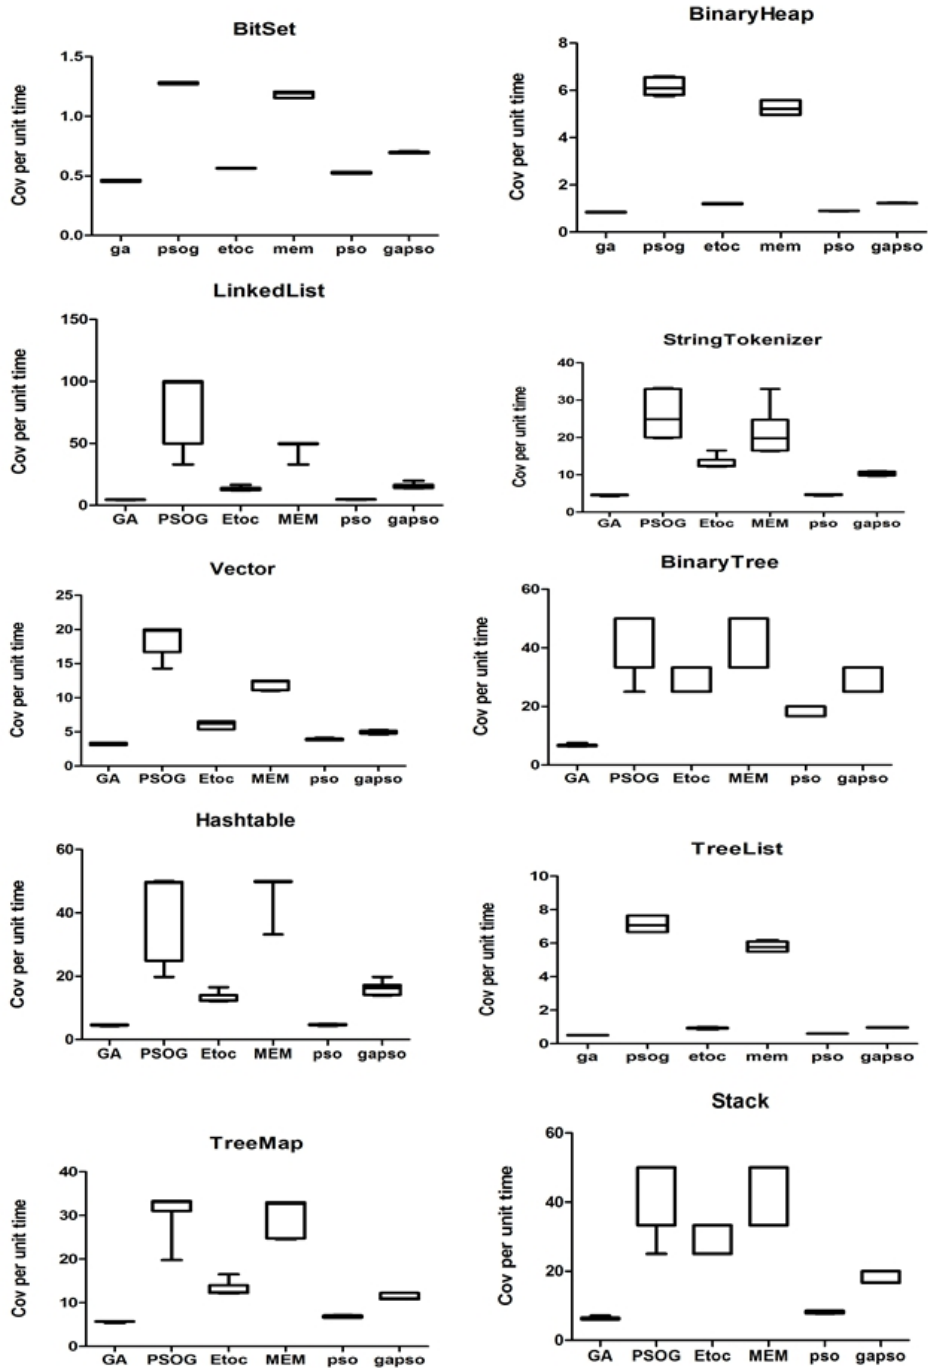 BitSet
Cov per unit time
1.5
1.0
0.5
0.0
ga psog etoc mem pso gapso
BinaryHeap
Cov per unit time
8
6
4
2
0
ga psog etoc mem pso gapso
LinkedList
Cov per unit time
150
100
50
0
GA PSOG Etoc MEM pso gapso
StringTokenizer
Cov per unit time
40
30
20
10
0
GA PSOG Etoc MEM pso gapso
Vector
Cov per unit time
25
20
15
10
5
0
GA PSOG Etoc MEM pso gapso
BinaryTree
Cov per unit time
60
40
20
0
GA PSOG Etoc MEM pso gapso
Hashtable
Cov per unit time
60
40
20
0
GA PSOG Etoc MEM pso gapso
TreeList
Cov per unit time
10
8
6
4
2
0
ga psog etoc mem pso gapso
TreeMap
Cov per unit time
40
30
20
10
0
GA PSOG Etoc MEM pso gapso
Stack
Cov per unit time
60
40
20
0
GA PSOG Etoc MEM pso gapso